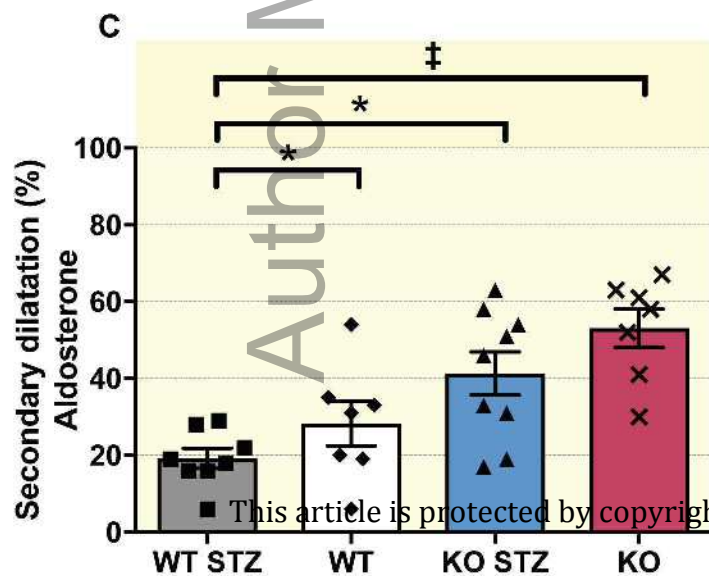 C
‡
*
*
Secondary dilatation (%)
Aldosterone
100
80
60
40
20
0
WT STZ WT KO STZ KO
Author M
This article is protected by copyrigh